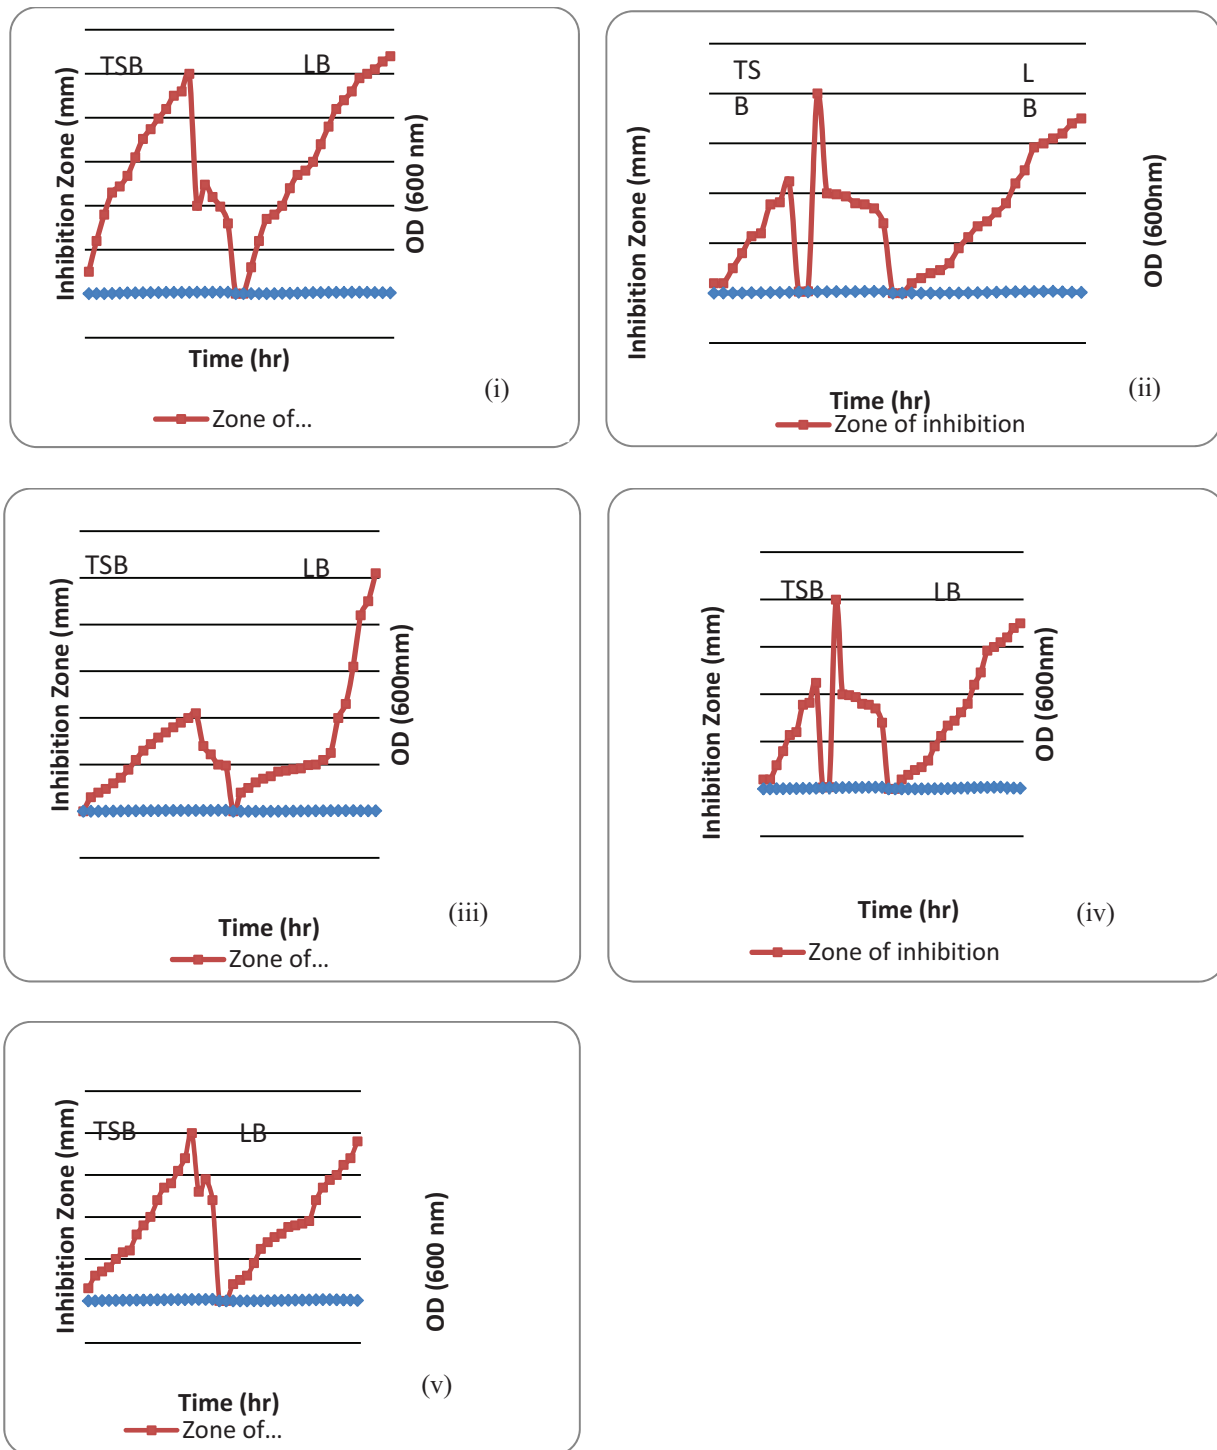 TSB
LB
Inhibition Zone (mm)
OD (600 nm)
Time (hr)
(i)
Zone of...
TS
B
L
B
Inhibition Zone (mm)
OD (600nm)
Time (hr)
(ii)
Zone of inhibition
TSB
LB
Inhibition Zone (mm)
OD (600mm)
Time (hr)
(iii)
Zone of...
TSB
LB
Inhibition Zone (mm)
OD (600nm)
Time (hr)
(iv)
Zone of inhibition
TSB
LB
Inhibition Zone (mm)
OD (600 nm)
Time (hr)
(v)
Zone of...